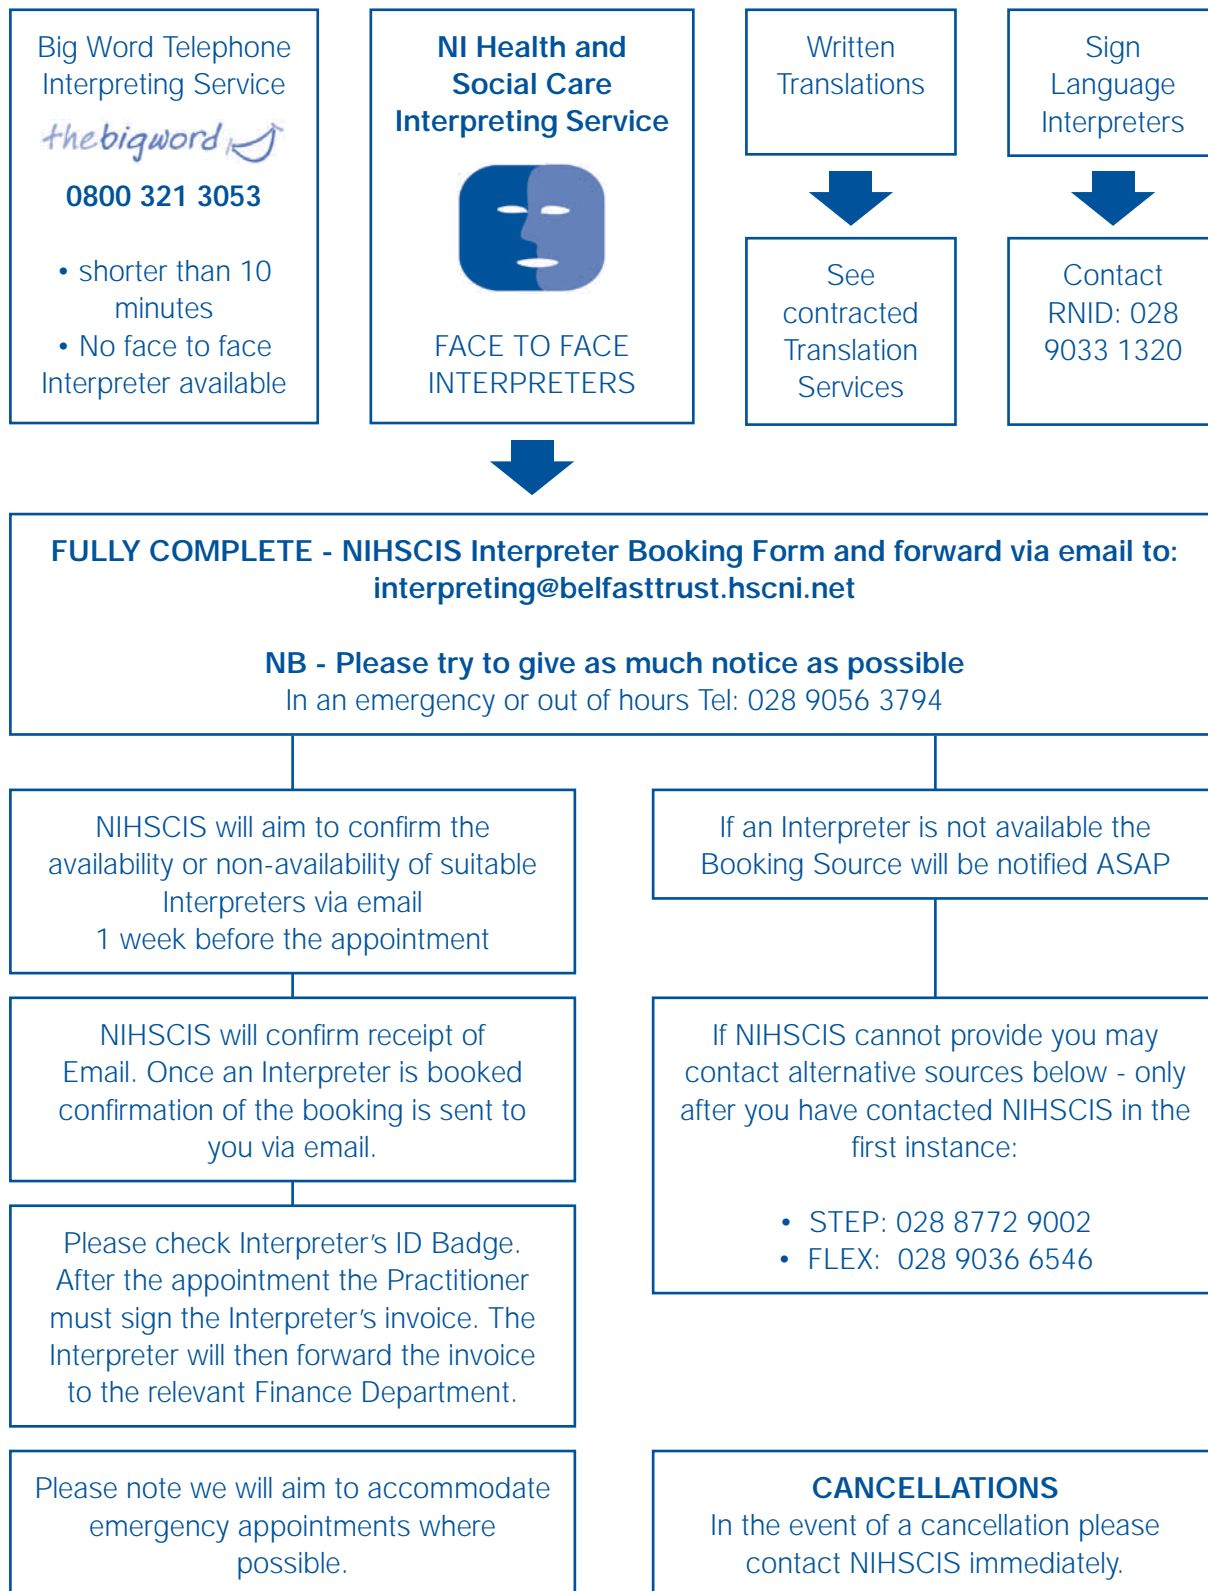 Big Word Telephone
Interpreting Service
thebigword
0800 321 3053
• shorter than 10
minutes
• No face to face
Interpreter available
NI Health and
Social Care
Interpreting Service
FACE TO FACE
INTERPRETERS
Written
Translations
See
contracted
Translation
Services
Sign
Language
Interpreters
Contact
RNID: 028
9033 1320
FULLY COMPLETE - NIHSCIS Interpreter Booking Form and forward via email to:
interpreting@belfasttrust.hscni.net
NB - Please try to give as much notice as possible
In an emergency or out of hours Tel: 028 9056 3794
NIHSCIS will aim to confirm the
availability or non-availability of suitable
Interpreters via email
1 week before the appointment
NIHSCIS will confirm receipt of
Email. Once an Interpreter is booked
confirmation of the booking is sent to
you via email.
Please check Interpreter's ID Badge.
After the appointment the Practitioner
must sign the Interpreter's invoice. The
Interpreter will then forward the invoice
to the relevant Finance Department.
Please note we will aim to accommodate
emergency appointments where
possible.
If an Interpreter is not available the
Booking Source will be notified ASAP
If NIHSCIS cannot provide you may
contact alternative sources below - only
after you have contacted NIHSCIS in the
first instance:
• STEP: 028 8772 9002
• FLEX: 028 9036 6546
CANCELLATIONS
In the event of a cancellation please
contact NIHSCIS immediately.